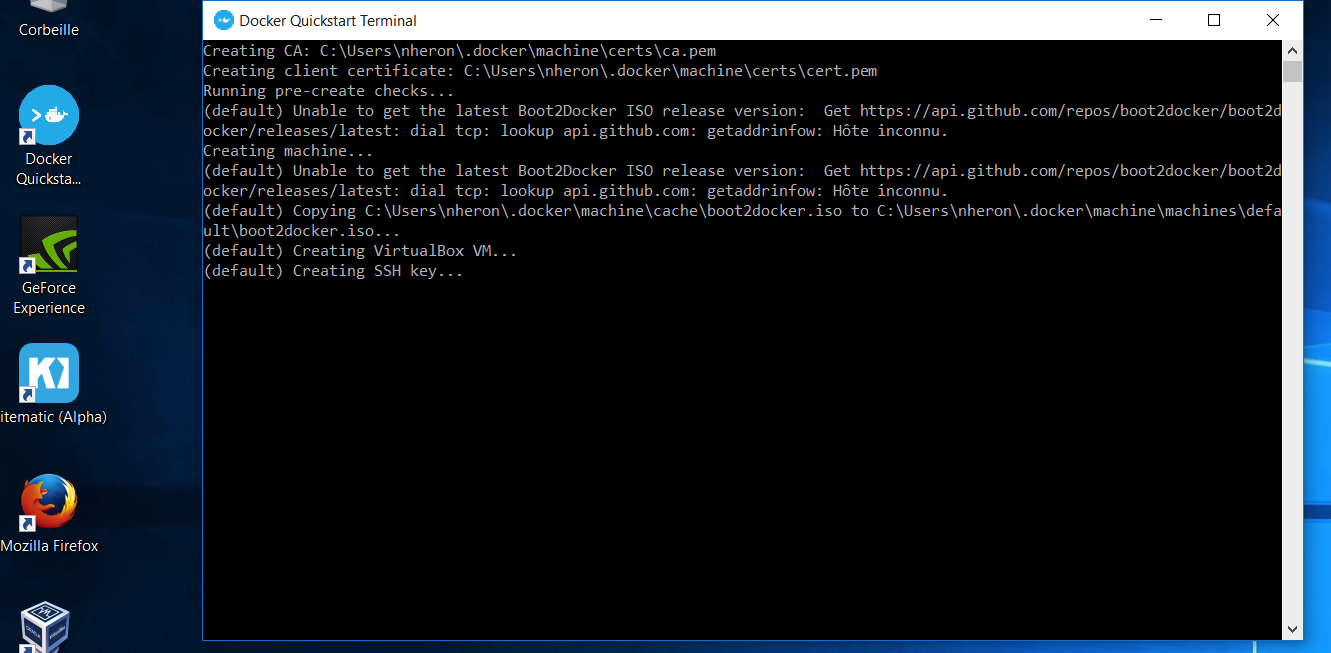 Corbeille
Docker
Quicksta...
GeForce
Experience
itematic (Alpha)
Mozilla Firefox
Docker Quickstart Terminal
Creating CA: C:\Users\nheron\.docker\machine\certs\ca.pem
Creating client certificate: C:\Users\nheron\.docker\machine\certs\cert.pem
Running pre-create checks...
(default) Unable to get the latest Boot2Docker ISO release version:  Get https://api.github.com/repos/boot2docker/boot2d
ocker/releases/latest: dial tcp: lookup api.github.com: getaddrinfow: Hôte inconnu.
Creating machine...
(default) Unable to get the latest Boot2Docker ISO release version:  Get https://api.github.com/repos/boot2docker/boot2d
ocker/releases/latest: dial tcp: lookup api.github.com: getaddrinfow: Hôte inconnu.
(default) Copying C:\Users\nheron\.docker\machine\cache\boot2docker.iso to C:\Users\nheron\.docker\machine\machines\defa
ult\boot2docker.iso...
(default) Creating VirtualBox VM...
(default) Creating SSH key...